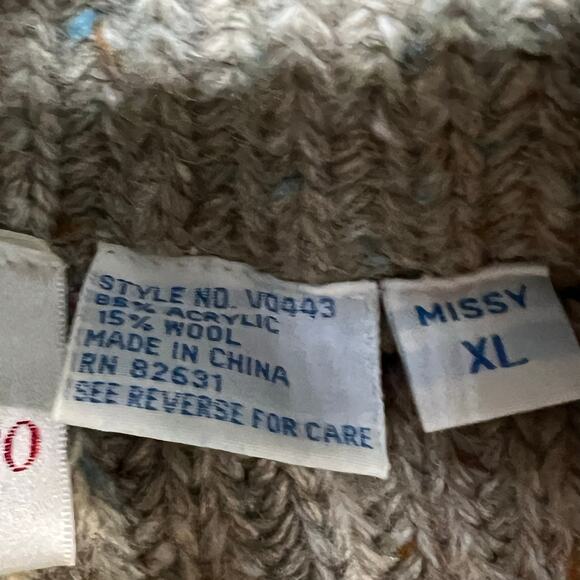 STYLE NO. V0443
85% ACRYLIC
15% WOOL
MADE IN CHINA
RN 82631
SEE REVERSE FOR CARE
MISSY
XL
O